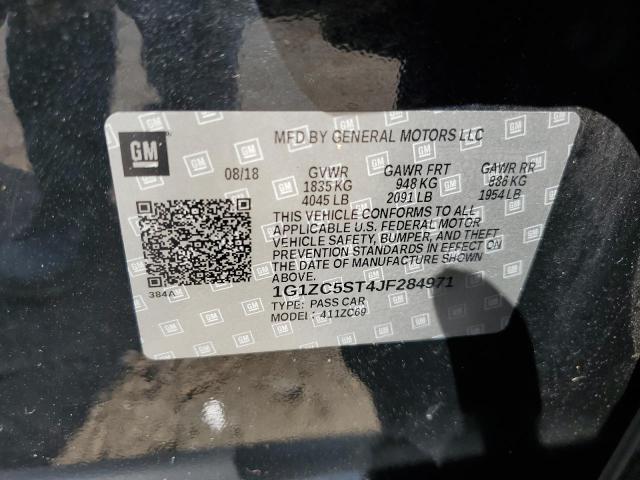 GM
MFD BY GENERAL MOTORS LLC
08/18 GVWR GAWR FRT GAWR RR
1835 KG 948 KG 886 KG
4045 LB 2091 LB 1954 LB
THIS VEHICLE CONFORMS TO ALL
APPLICABLE U.S. FEDERAL MOTOR
VEHICLE SAFETY, BUMPER, AND THEFT
PREVENTION STANDARDS IN EFFECT ON
THE DATE OF MANUFACTURE SHOWN
ABOVE.
384A
1G1ZC5ST4JF284971
TYPE: PASS CAR
MODEL: 411ZC69